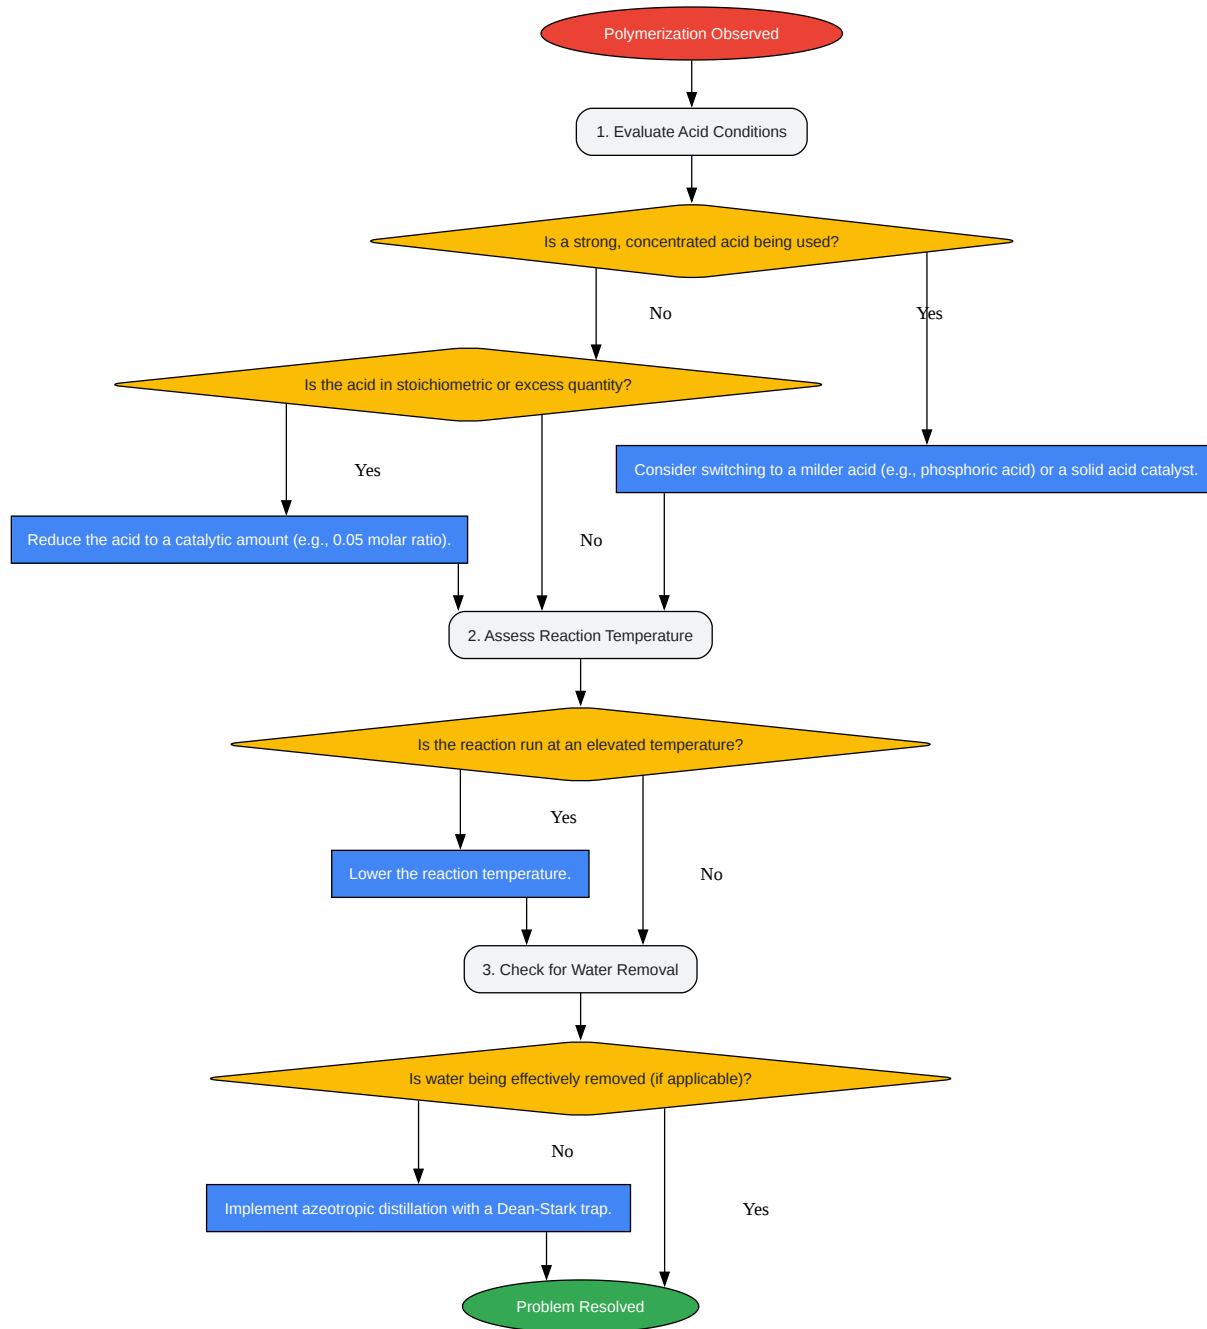 Polymerization Observed
1. Evaluate Acid Conditions
Is a strong, concentrated acid being used?
No
Yes
Is the acid in stoichiometric or excess quantity?
Yes
Consider switching to a milder acid (e.g., phosphoric acid) or a solid acid catalyst.
Reduce the acid to a catalytic amount (e.g., 0.05 molar ratio).
No
2. Assess Reaction Temperature
Is the reaction run at an elevated temperature?
Yes
Lower the reaction temperature.
No
3. Check for Water Removal
Is water being effectively removed (if applicable)?
No
Implement azeotropic distillation with a Dean-Stark trap.
Yes
Problem Resolved